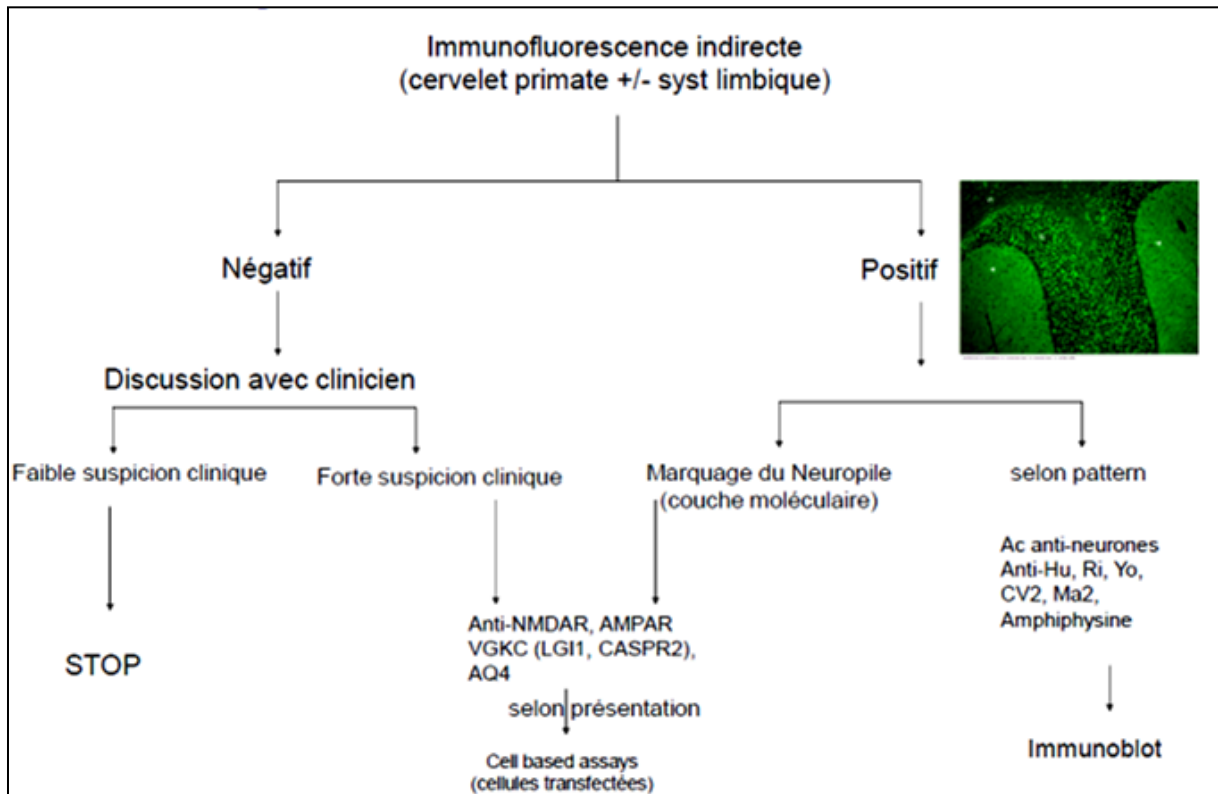 Immunofluorescence indirecte
(cervelet primate +/- syst limbique)
Négatif
Positif
Discussion avec clinicien
Faible suspicion clinique
Forte suspicion clinique
Marquage du Neuropile
(couche moléculaire)
selon pattern
Ac anti-neurones
Anti-Hu, Ri, Yo,
CV2, Ma2,
Amphiphysine
Anti-NMDAR, AMPAR
VGKC (LGI1, CASPR2),
AQ4
STOP
selon présentation
Immunoblot
Cell based assays
(cellules transfectées)